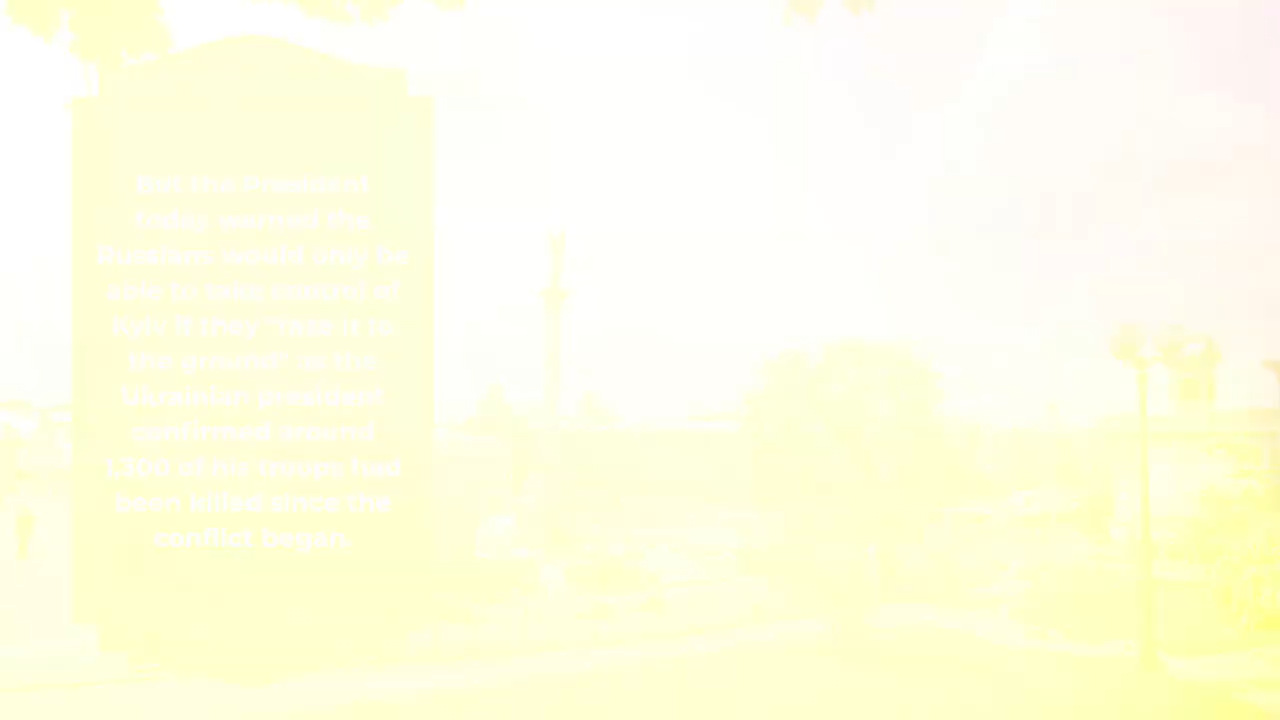 But the President
today warned the
Russians would only be
able to take control of
Kyiv if they "raze it to
the ground" as the
Ukrainian president
confirmed around
1,300 of his troops had
been killed since the
conflict began.